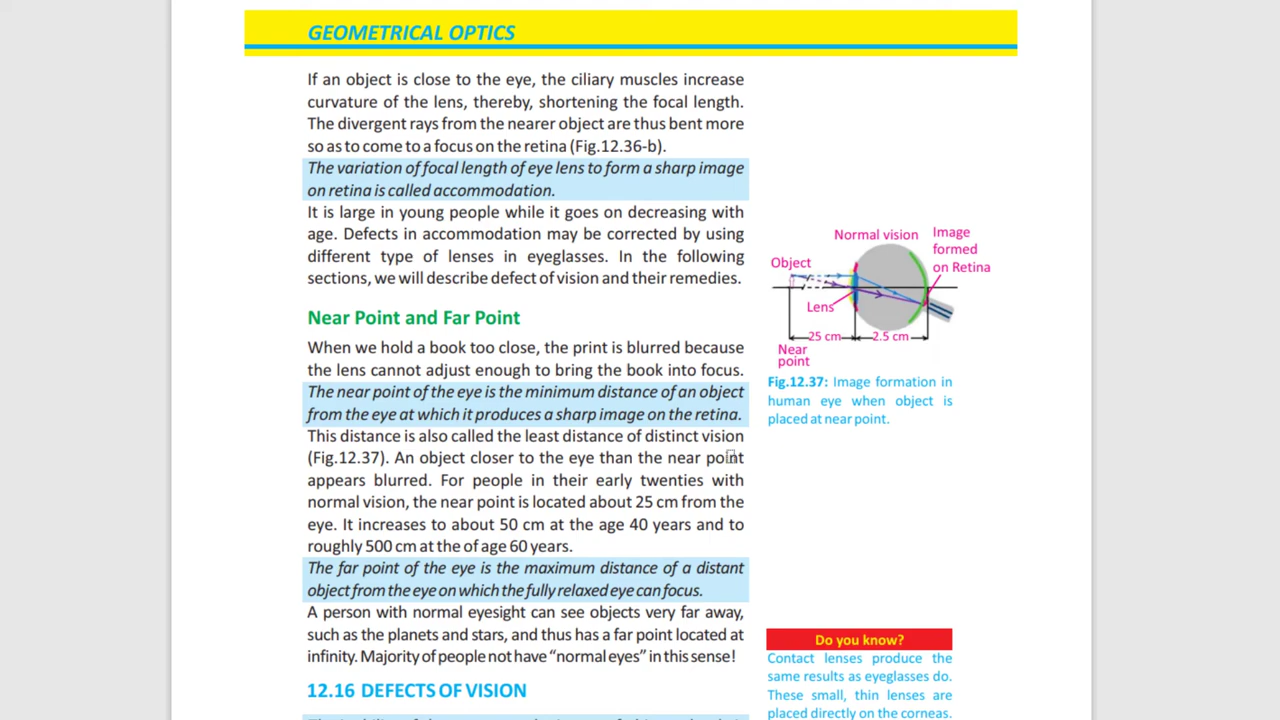 GEOMETRICAL OPTICS
If an object is close to the eye, the ciliary muscles increase
curvature of the lens, thereby, shortening the focal length.
The divergent rays from the nearer object are thus bent more
so as to come to a focus on the retina (Fig.12.36-b).
The variation of focal length of eye lens to form a sharp image
on retina is called accommodation.
It is large in young people while it goes on decreasing with
age. Defects in accommodation may be corrected by using
different type of lenses in eyeglasses. In the following
sections, we will describe defect of vision and their remedies.
Near Point and Far Point
When we hold a book too close, the print is blurred because
the lens cannot adjust enough to bring the book into focus.
The near point of the eye is the minimum distance of an object
from the eye at which it produces a sharp image on the retina.
This distance is also called the least distance of distinct vision
(Fig.12.37). An object closer to the eye than the near point
appears blurred. For people in their early twenties with
normal vision, the near point is located about 25 cm from the
eye. It increases to about 50 cm at the age 40 years and to
roughly 500 cm at the of age 60 years.
The far point of the eye is the maximum distance of a distant
object from the eye on which the fully relaxed eye can focus.
A person with normal eyesight can see objects very far away,
such as the planets and stars, and thus has a far point located at
infinity. Majority of people not have “normal eyes” in this sense!
12.16 DEFECTS OF VISION
Normal vision
Image
formed
on Retina
Object
Lens
25 cm
2.5 cm
Near
point
Fig.12.37: Image formation in
human eye when object is
placed at near point.
Do you know?
Contact lenses produce the
same results as eyeglasses do.
These small, thin lenses are
placed directly on the corneas.